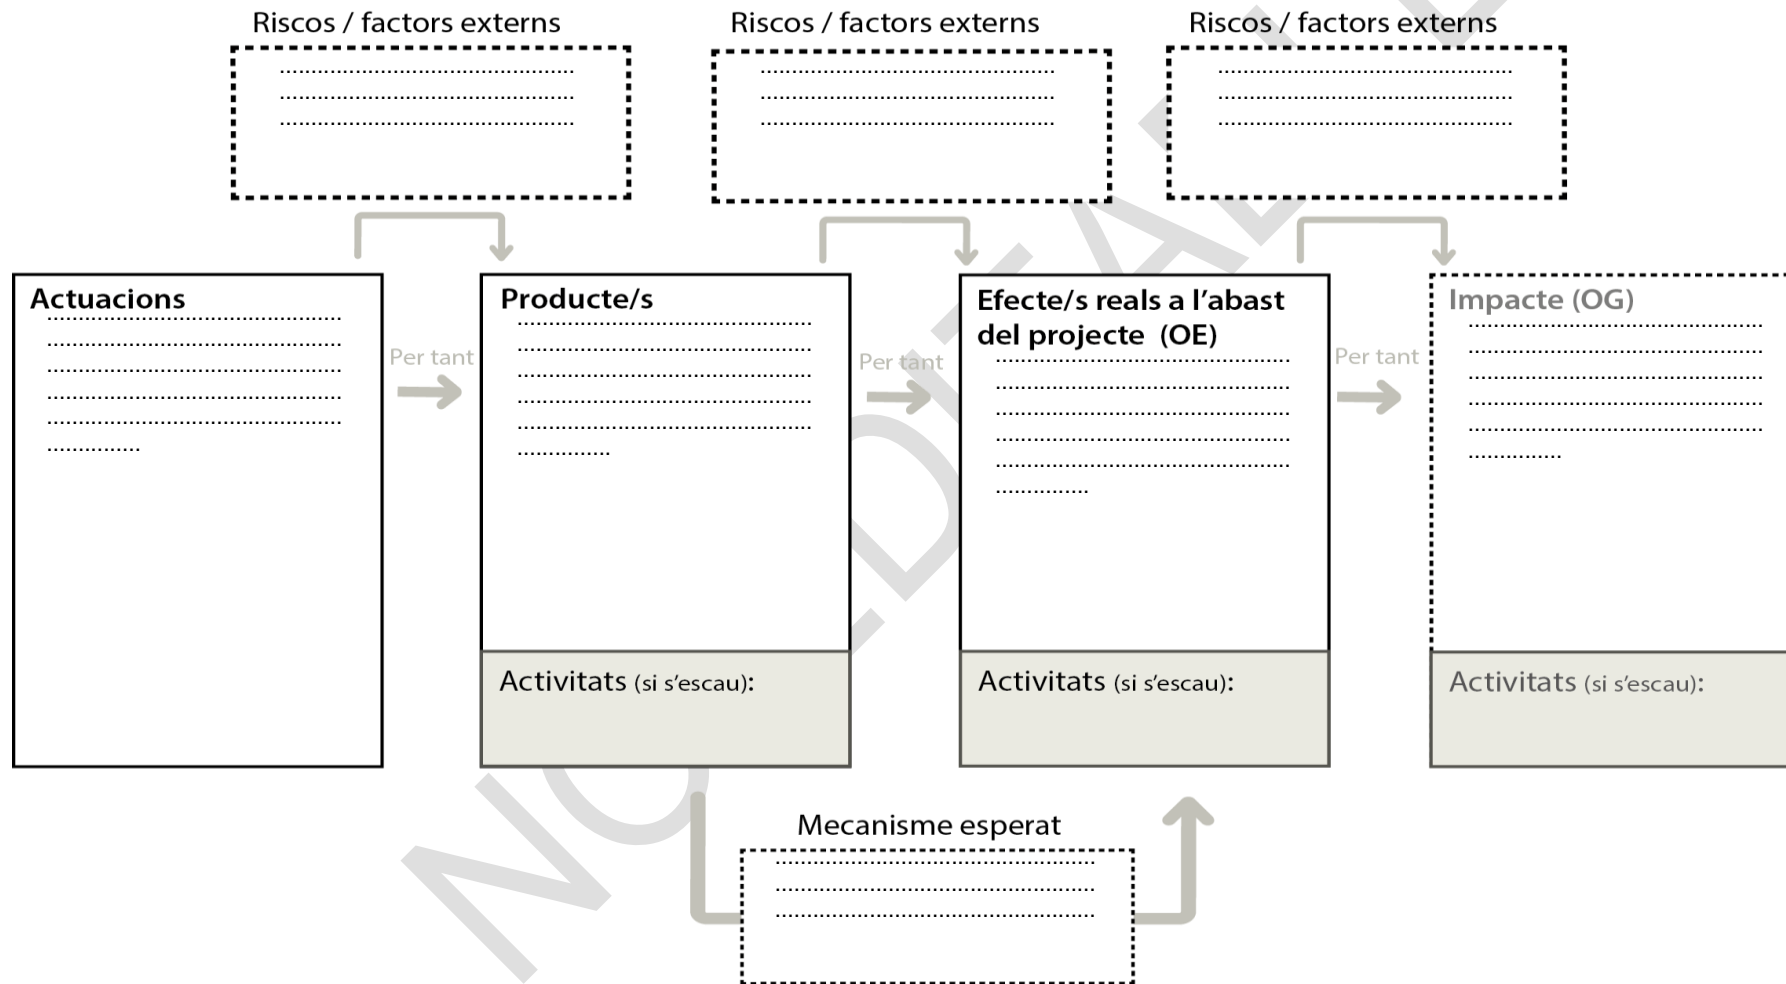 Riscos / factors externs
Riscos / factors externs
Riscos / factors externs
Actuacions
Per tant
Producte/s
Activitats (si s'escau):
Per tant
Efecte/s reals a l'abast
del projecte (OE)
Activitats (si s'escau):
Per tant
Impacte (OG)
Activitats (si s'escau):
Mecanisme esperat